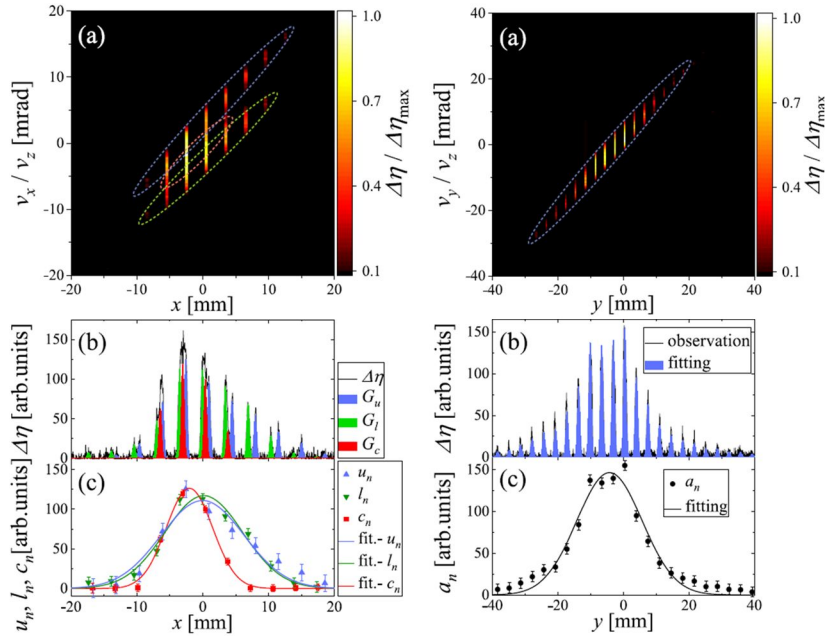 (a)
20
10
0
-10
-20
-20
-10
0
10
20
v_x / v_z [mrad]
x [mm]
1.0
0.7
0.4
0.1
Δη / Δη_max
(a)
40
20
0
-20
-40
-40
-20
0
20
40
v_y / v_z [mrad]
y [mm]
1.0
0.7
0.4
0.1
Δη / Δη_max
(b)
150
100
50
0
Δη [arb.units]
Δη
G_u
G_l
G_c
(c)
150
100
50
0
-20
-10
0
10
20
u_n, l_n, c_n[arb.units]
x [mm]
u_n
l_n
c_n
fit.- u_n
fit.- l_n
fit.- c_n
(b)
150
100
50
0
Δη [arb.units]
observation
fitting
(c)
150
100
50
0
-40
-20
0
20
40
a_n [arb.units]
y [mm]
a_n
fitting